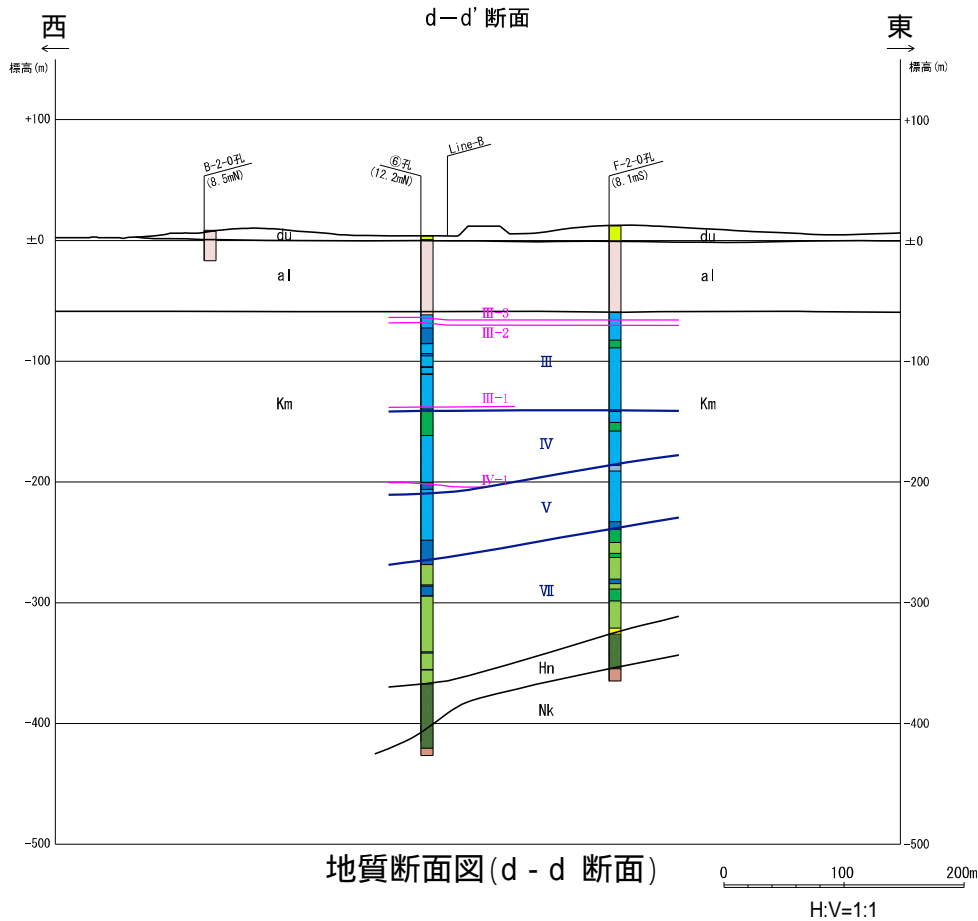 d－d' 断面
西
東
標高(m)
標高(m)
+100
+100
B-2-0孔
(8.5mN)
⑥孔
(12.2mN)
Line-B
F-2-0孔
(8.1mS)
±0
du
du
±0
al
al
Ⅲ-3
Ⅲ-2
-100
Ⅲ
-100
Km
Ⅲ-1
Km
Ⅳ
-200
Ⅳ-1
-200
Ⅴ
-300
Ⅶ
-300
Hn
Nk
-400
-400
-500
-500
地質断面図(d - d 断面)
0 100 200m
H:V=1:1